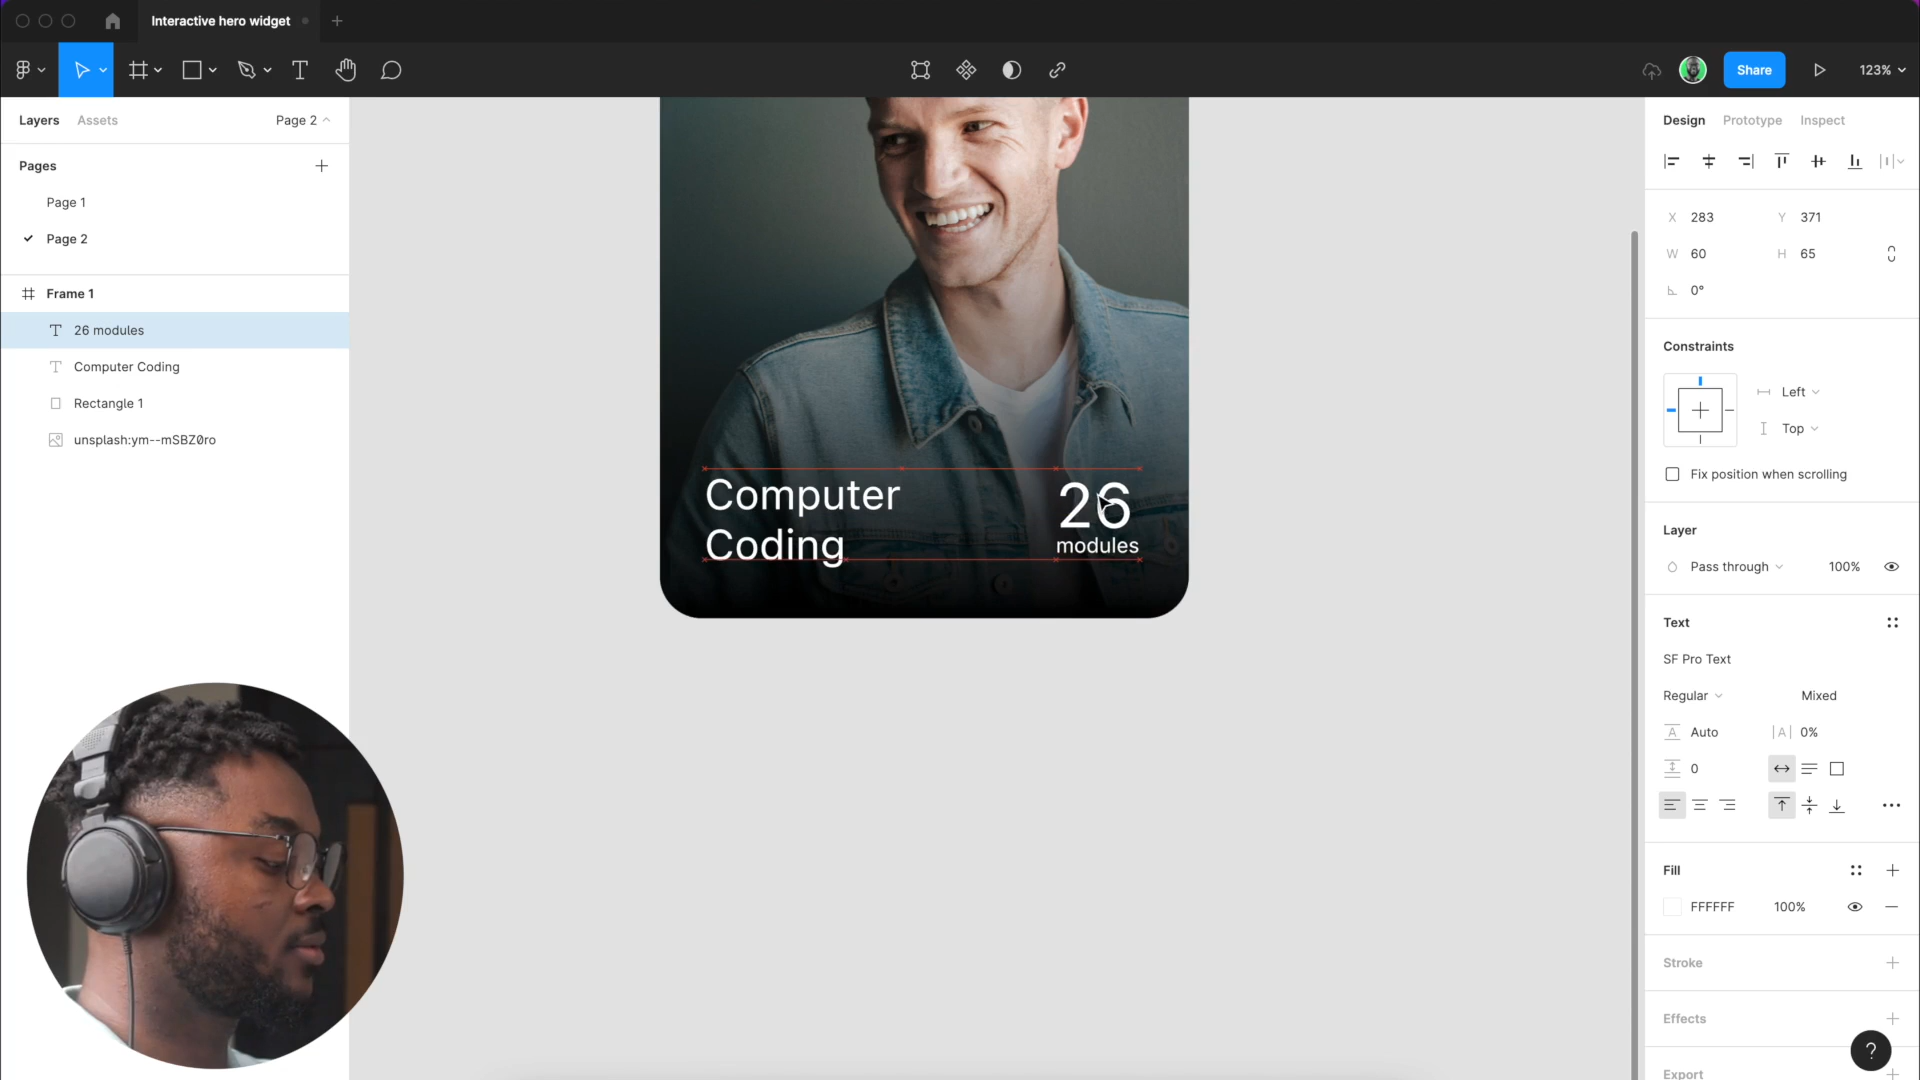 Interactive hero widget
Share
123%
Layers
Assets
Page 2
Pages
Page 1
Page 2
Frame 1
26 modules
Computer Coding
Rectangle 1
unsplash:ym--mSBZ0ro
Computer
Coding
26
modules
Design
Prototype
Inspect
X 283
Y 371
W 60
H 65
0°
Constraints
Left
Top
Fix position when scrolling
Layer
Pass through
100%
Text
SF Pro Text
Regular
Mixed
A Auto
|A| 0%
0
Fill
FFFFFF
100%
Stroke
Effects
Export
?